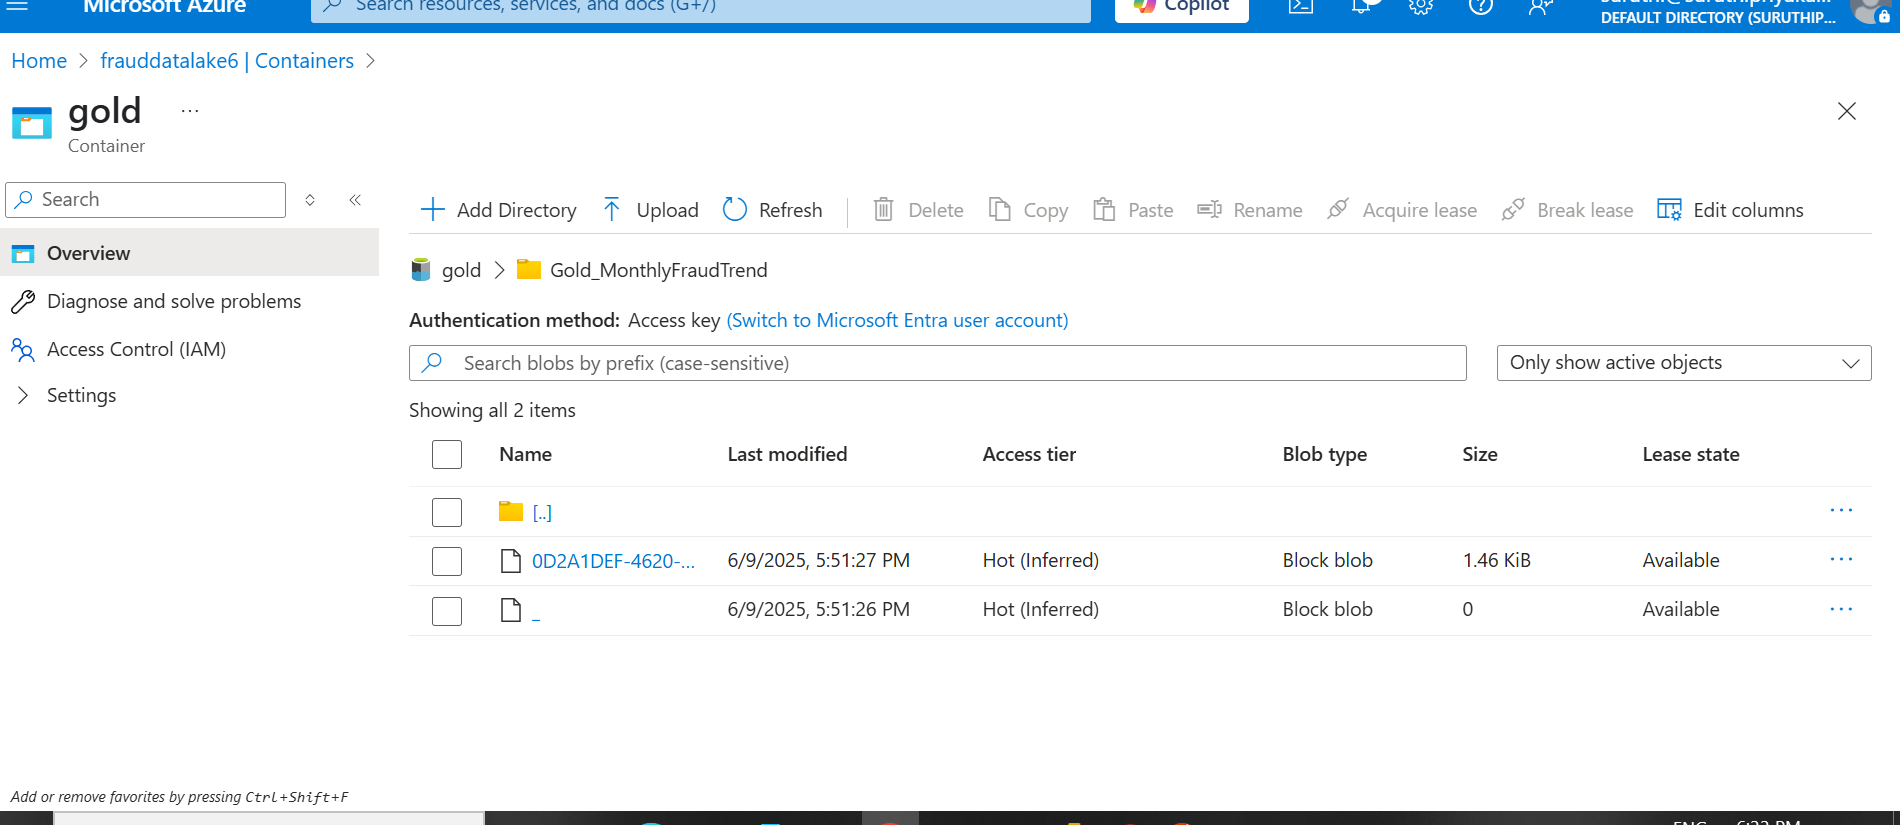 Microsoft Azure
Search resources, services, and docs (G+/)
Copilot
DEFAULT DIRECTORY (SURUTHIP...
Home > frauddatalake6 | Containers >
gold ...
Container
Search
Overview
Diagnose and solve problems
Access Control (IAM)
Settings
Add Directory Upload Refresh Delete Copy Paste Rename Acquire lease Break lease Edit columns
gold > Gold_MonthlyFraudTrend
Authentication method: Access key (Switch to Microsoft Entra user account)
Search blobs by prefix (case-sensitive)
Only show active objects
Showing all 2 items
Name Last modified Access tier Blob type Size Lease state
[..]
0D2A1DEF-4620-... 6/9/2025, 5:51:27 PM Hot (Inferred) Block blob 1.46 KiB Available
_ 6/9/2025, 5:51:26 PM Hot (Inferred) Block blob 0 Available
Add or remove favorites by pressing Ctrl+Shift+F